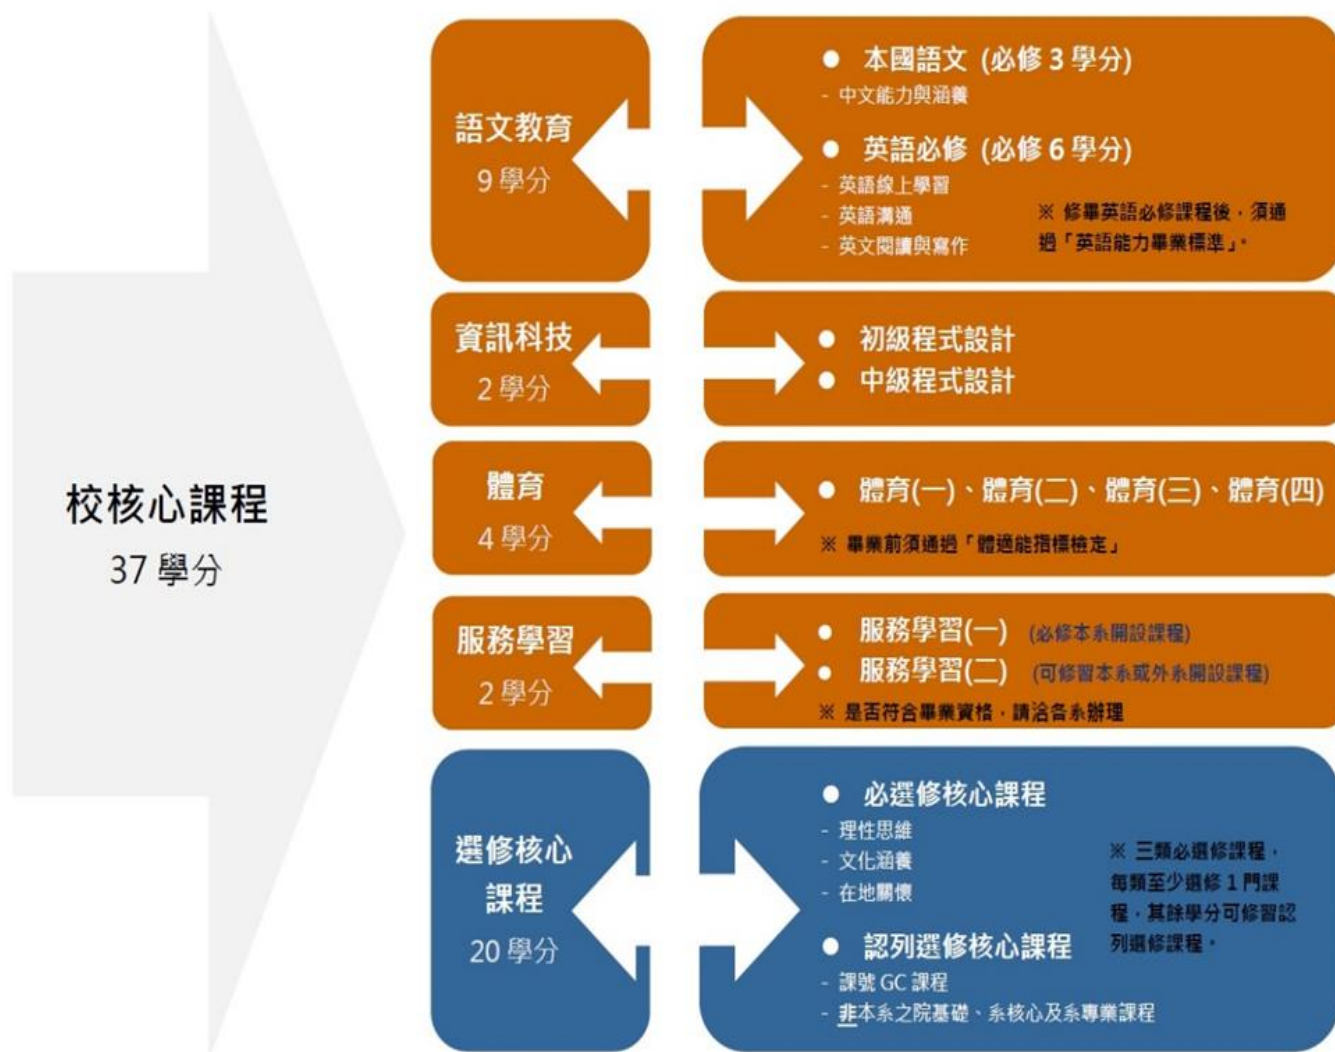 校核心課程
37 學分
語文教育
9 學分
● 本國語文 (必修 3 學分)
- 中文能力與涵養
● 英語必修 (必修 6 學分)
- 英語線上學習
- 英語溝通
- 英文閱讀與寫作
※ 修畢英語必修課程後，須通
過「英語能力畢業標準」。
資訊科技
2 學分
● 初級程式設計
● 中級程式設計
體育
4 學分
● 體育(一)、體育(二)、體育(三)、體育(四)
※ 畢業前須通過「體適能指標檢定」
服務學習
2 學分
● 服務學習(一) (必修本系開設課程)
● 服務學習(二) (可修習本系或外系開設課程)
※ 是否符合畢業資格，請洽各系辦理
選修核心
課程
20 學分
● 必選修核心課程
- 理性思維
- 文化涵養
- 在地關懷
※ 三類必選修課程，
每類至少選修 1 門課
程，其餘學分可修習認
列選修課程。
● 認列選修核心課程
- 課號 GC 課程
- 非本系之院基礎、系核心及系專業課程